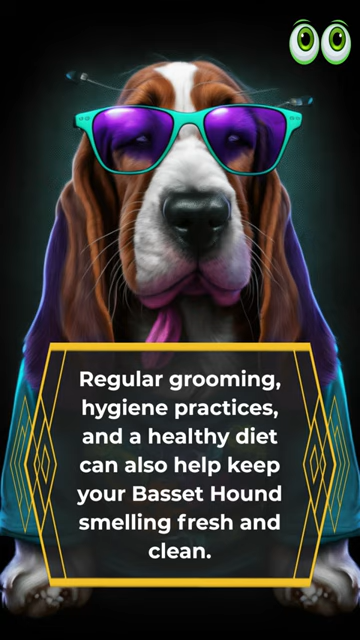 Regular grooming,
hygiene practices,
and a healthy diet
can also help keep
your Basset Hound
smelling fresh and
clean.